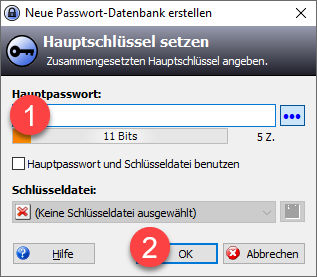 Neue Passwort-Datenbank erstellen
Hauptschlüssel setzen
Zusammengesetzten Hauptschlüssel angeben.
Hauptpasswort:
1
11 Bits 5 Z.
Hauptpasswort und Schlüsseldatei benutzen
Schlüsseldatei:
(Keine Schlüsseldatei ausgewählt)
2
Hilfe OK Abbrechen